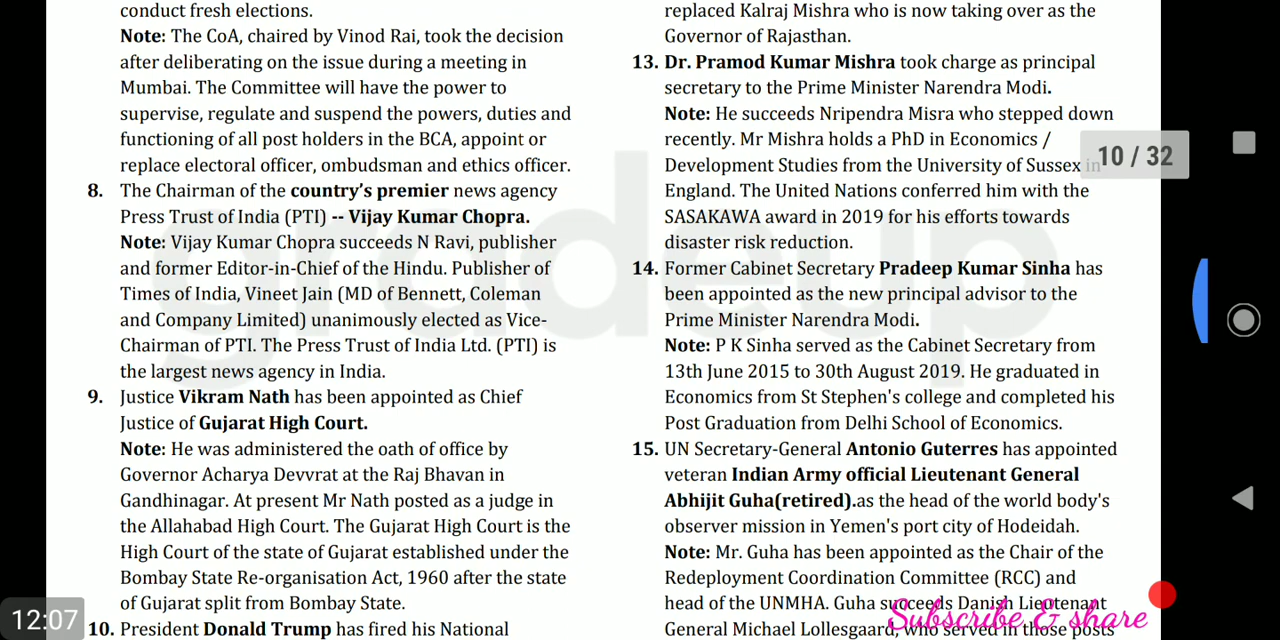 conduct fresh elections.
Note: The CoA, chaired by Vinod Rai, took the decision
after deliberating on the issue during a meeting in
Mumbai. The Committee will have the power to
supervise, regulate and suspend the powers, duties and
functioning of all post holders in the BCA, appoint or
replace electoral officer, ombudsman and ethics officer.
8. The Chairman of the country's premier news agency
Press Trust of India (PTI) -- Vijay Kumar Chopra.
Note: Vijay Kumar Chopra succeeds N Ravi, publisher
and former Editor-in-Chief of the Hindu. Publisher of
Times of India, Vineet Jain (MD of Bennett, Coleman
and Company Limited) unanimously elected as Vice-
Chairman of PTI. The Press Trust of India Ltd. (PTI) is
the largest news agency in India.
9. Justice Vikram Nath has been appointed as Chief
Justice of Gujarat High Court.
Note: He was administered the oath of office by
Governor Acharya Devvrat at the Raj Bhavan in
Gandhinagar. At present Mr Nath posted as a judge in
the Allahabad High Court. The Gujarat High Court is the
High Court of the state of Gujarat established under the
Bombay State Re-organisation Act, 1960 after the state
of Gujarat split from Bombay State.
10. President Donald Trump has fired his National
replaced Kalraj Mishra who is now taking over as the
Governor of Rajasthan.
13. Dr. Pramod Kumar Mishra took charge as principal
secretary to the Prime Minister Narendra Modi.
Note: He succeeds Nripendra Misra who stepped down
recently. Mr Mishra holds a PhD in Economics /
Development Studies from the University of Sussex in
England. The United Nations conferred him with the
SASAKAWA award in 2019 for his efforts towards
disaster risk reduction.
14. Former Cabinet Secretary Pradeep Kumar Sinha has
been appointed as the new principal advisor to the
Prime Minister Narendra Modi.
Note: P K Sinha served as the Cabinet Secretary from
13th June 2015 to 30th August 2019. He graduated in
Economics from St Stephen's college and completed his
Post Graduation from Delhi School of Economics.
15. UN Secretary-General Antonio Guterres has appointed
veteran Indian Army official Lieutenant General
Abhijit Guha(retired).as the head of the world body's
observer mission in Yemen's port city of Hodeidah.
Note: Mr. Guha has been appointed as the Chair of the
Redeployment Coordination Committee (RCC) and
head of the UNMHA. Guha succeeds Danish Lieutenant
General Michael Lollesgaard, who served in those posts
10 / 32
gradeup
12:07
Subscribe & share